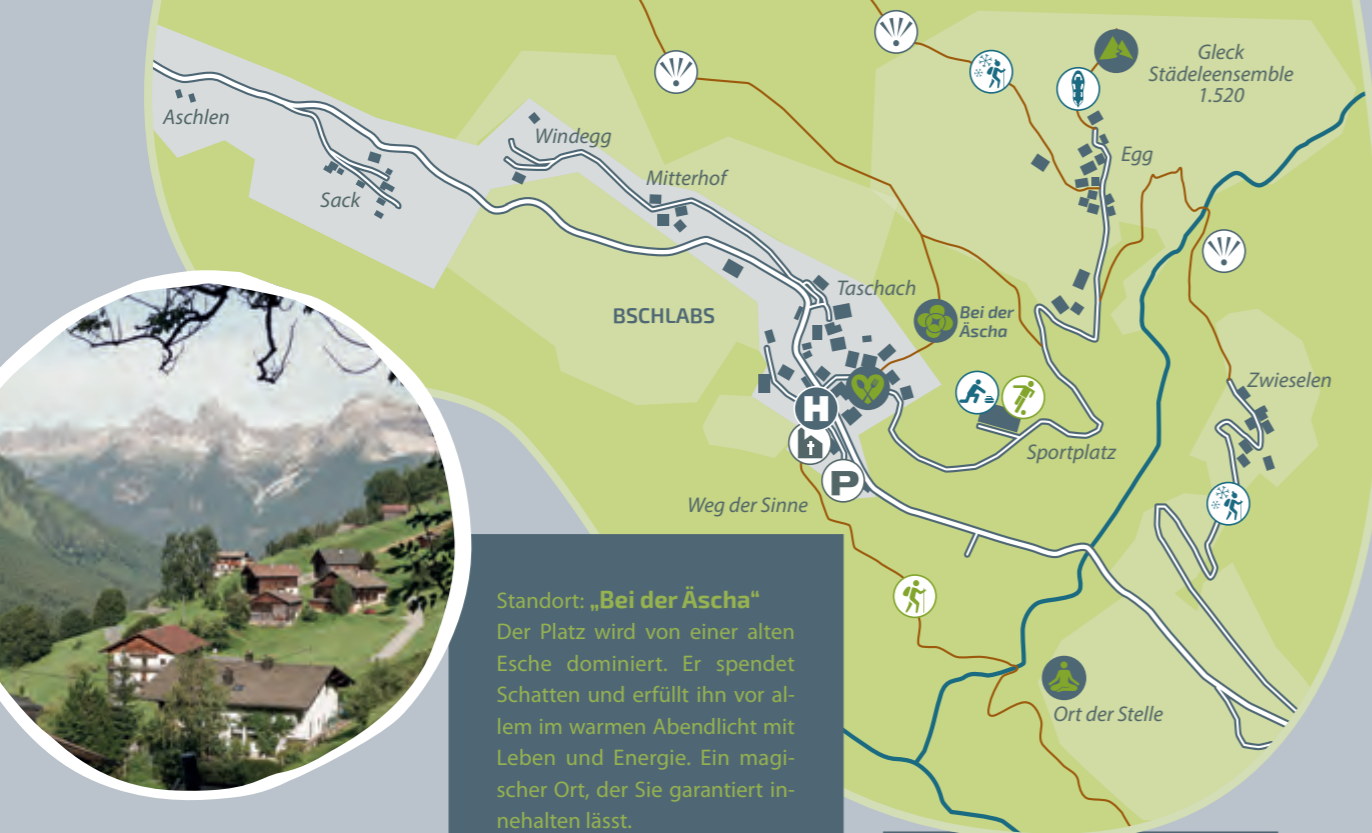 Gleck
Städeleensemble
1.520
Aschlen
Windegg
Egg
Mitterhof
Sack
Taschach
BSCHLABS
Bei der
Äscha
Zwieselen
H
Sportplatz
P
Weg der Sinne
Standort: „Bei der Äscha“
Der Platz wird von einer alten
Esche dominiert. Er spendet
Schatten und erfüllt ihn vor al-
lem im warmen Abendlicht mit
Leben und Energie. Ein magi-
scher Ort, der Sie garantiert in-
nehalten lässt.
Ort der Stelle